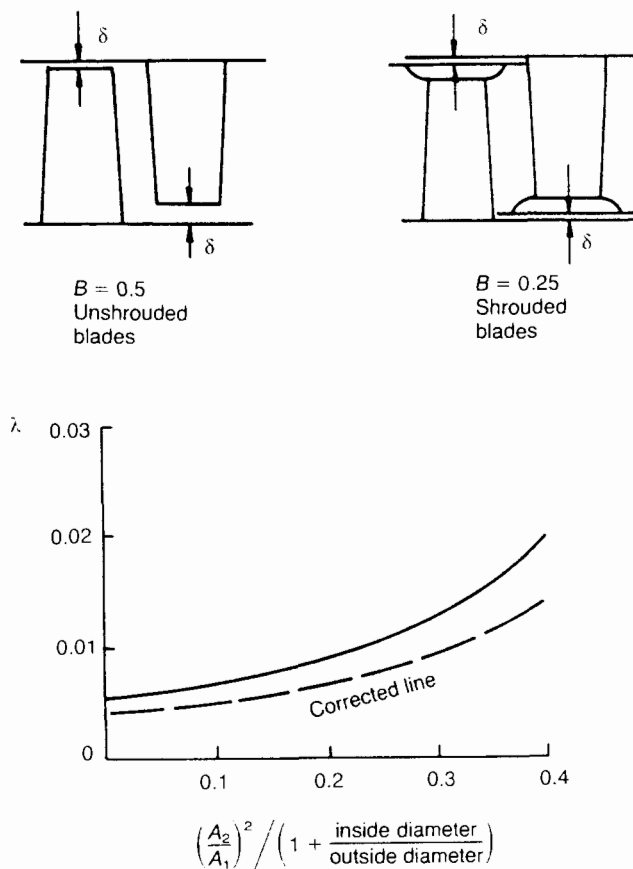 δ
δ
B = 0.5
Unshrouded
blades
δ
δ
B = 0.25
Shrouded
blades
λ
0.03
0.02
0.01
0
Corrected line
0.1 0.2 0.3 0.4
(A₂/A₁)² / (1 + inside diameter/outside diameter)